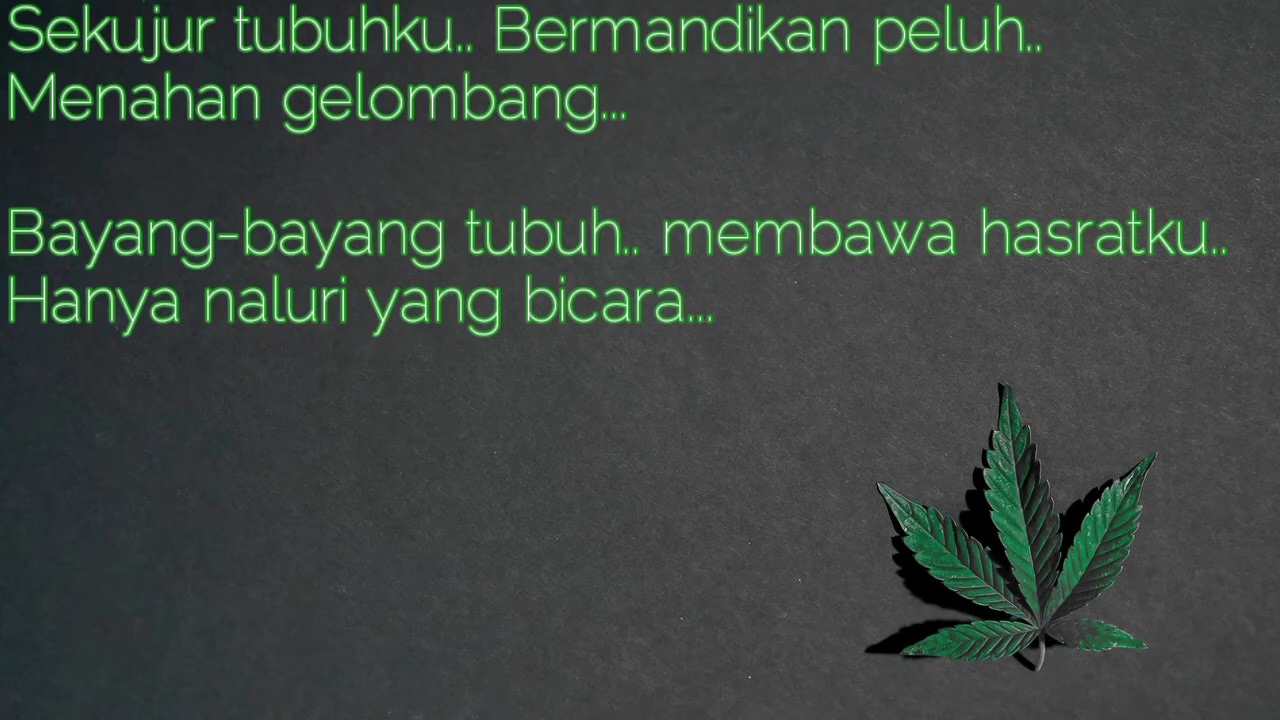 Sekujur tubuhku.. Bermandikan peluh..
Menahan gelombang...
Bayang-bayang tubuh.. membawa hasratku..
Hanya naluri yang bicara...